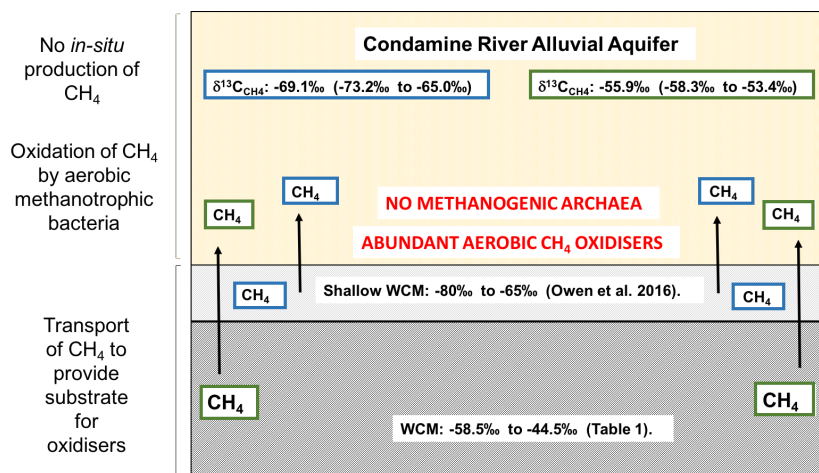 No in-situ
production of
CH₄
Oxidation of CH₄
by aerobic
methanotrophic
bacteria
Transport
of CH₄ to
provide
substrate
for
oxidisers
Condamine River Alluvial Aquifer
δ¹³C_CH4: -69.1‰ (-73.2‰ to -65.0‰)
δ¹³C_CH4: -55.9‰ (-58.3‰ to -53.4‰)
CH₄
CH₄
NO METHANOGENIC ARCHAEA
CH₄
CH₄
ABUNDANT AEROBIC CH₄ OXIDISERS
CH₄
Shallow WCM: -80‰ to -65‰ (Owen et al. 2016).
CH₄
CH₄
CH₄
WCM: -58.5‰ to -44.5‰ (Table 1).